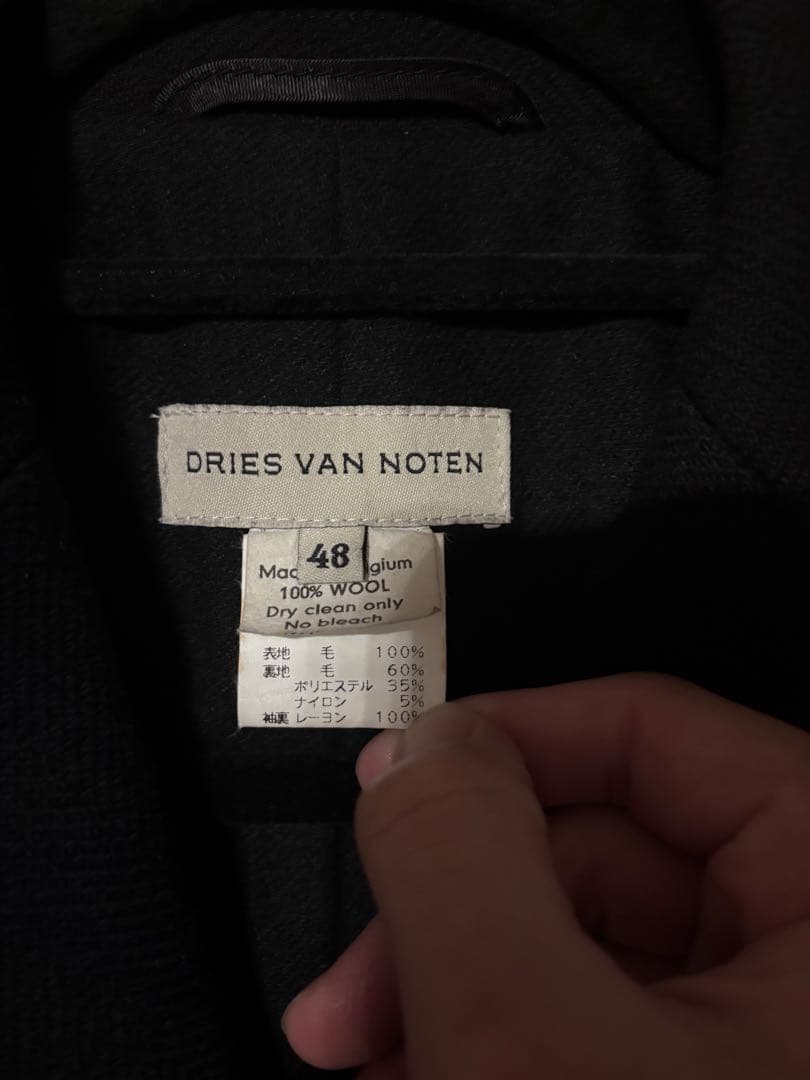 DRIES VAN NOTEN
48
Mac gium
100% WOOL
Dry clean only
No bleach
表地 毛 100%
裏地 毛 60%
ポリエステル 35%
ナイロン 5%
袖裏 レーヨン 100%